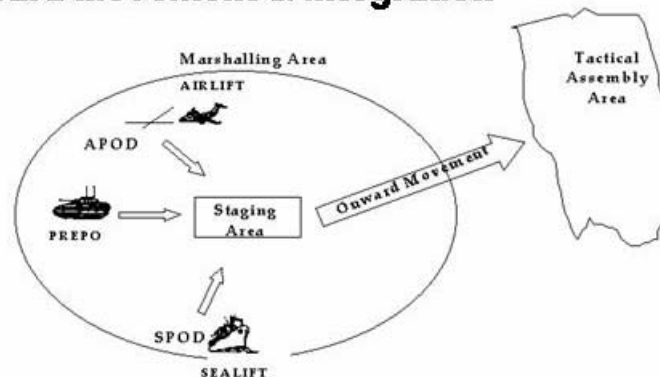 Marshalling Area
AIRLIFT
APOD
Tactical
Assembly
Area
Onward Movement
Staging
Area
PREPO
SPOD
SEALIFT